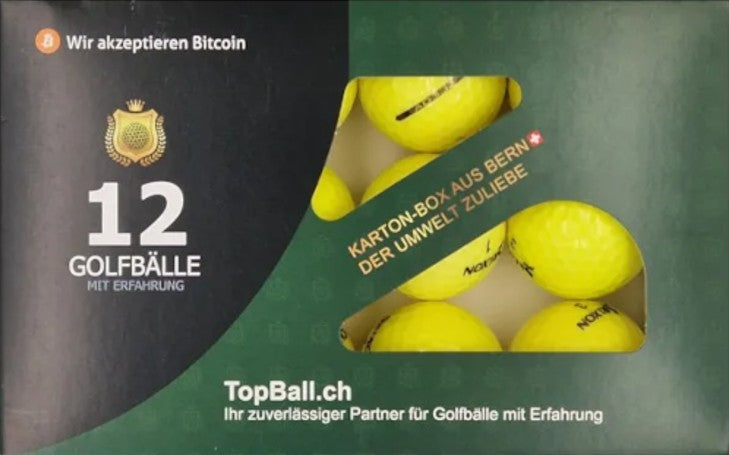 Wir akzeptieren Bitcoin
12
GOLFBÄLLE
MIT ERFAHRUNG
KARTON-BOX AUS BERN
DER UMWELT ZULIEBE
TopBall.ch
Ihr zuverlässiger Partner für Golfbälle mit Erfahrung